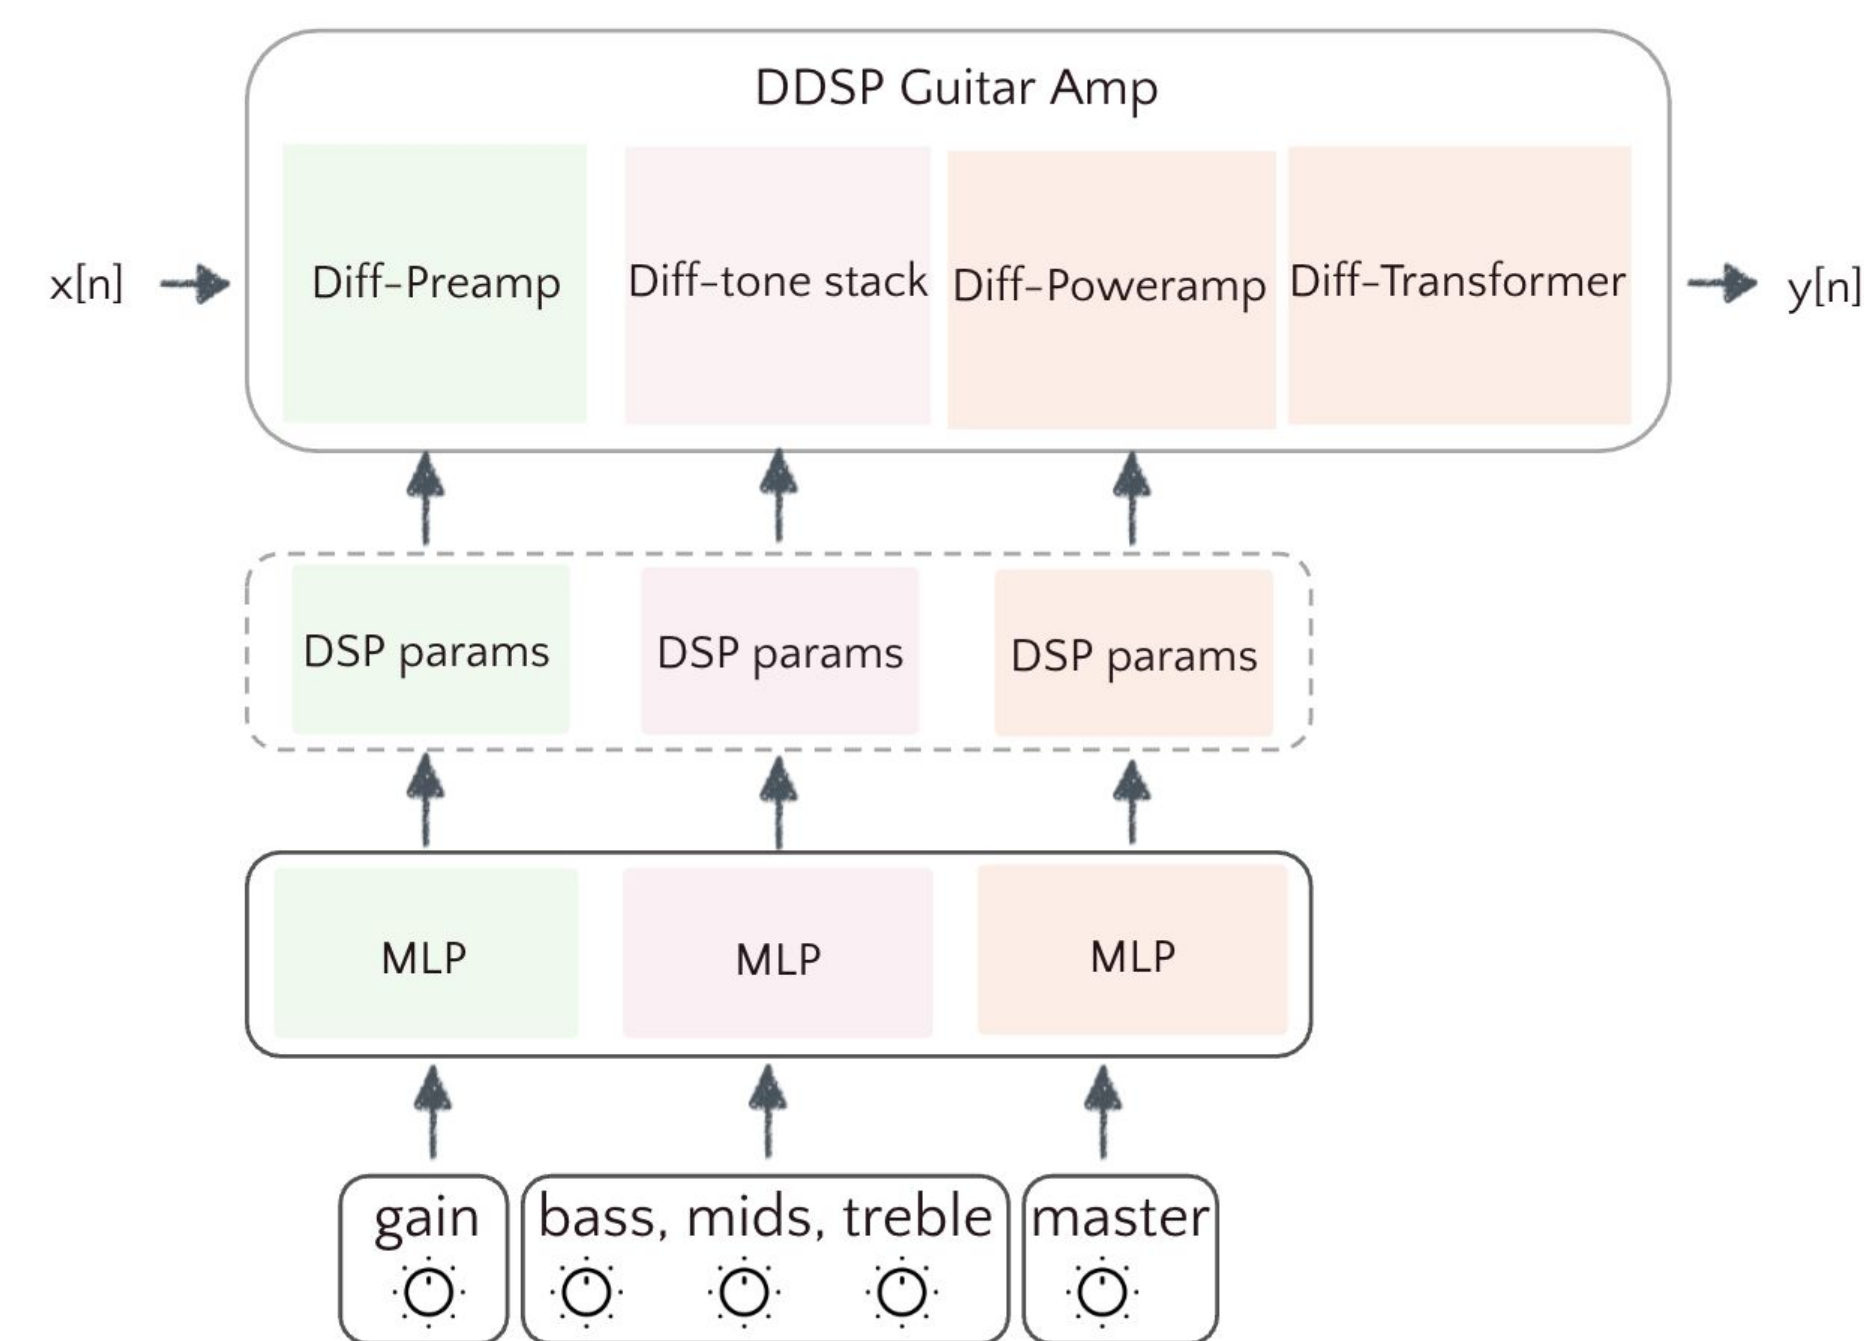 DDSP Guitar Amp
x[n]
Diff-Preamp
Diff-tone stack
Diff-Poweramp
Diff-Transformer
y[n]
DSP params
DSP params
DSP params
MLP
MLP
MLP
gain
bass, mids, treble
master